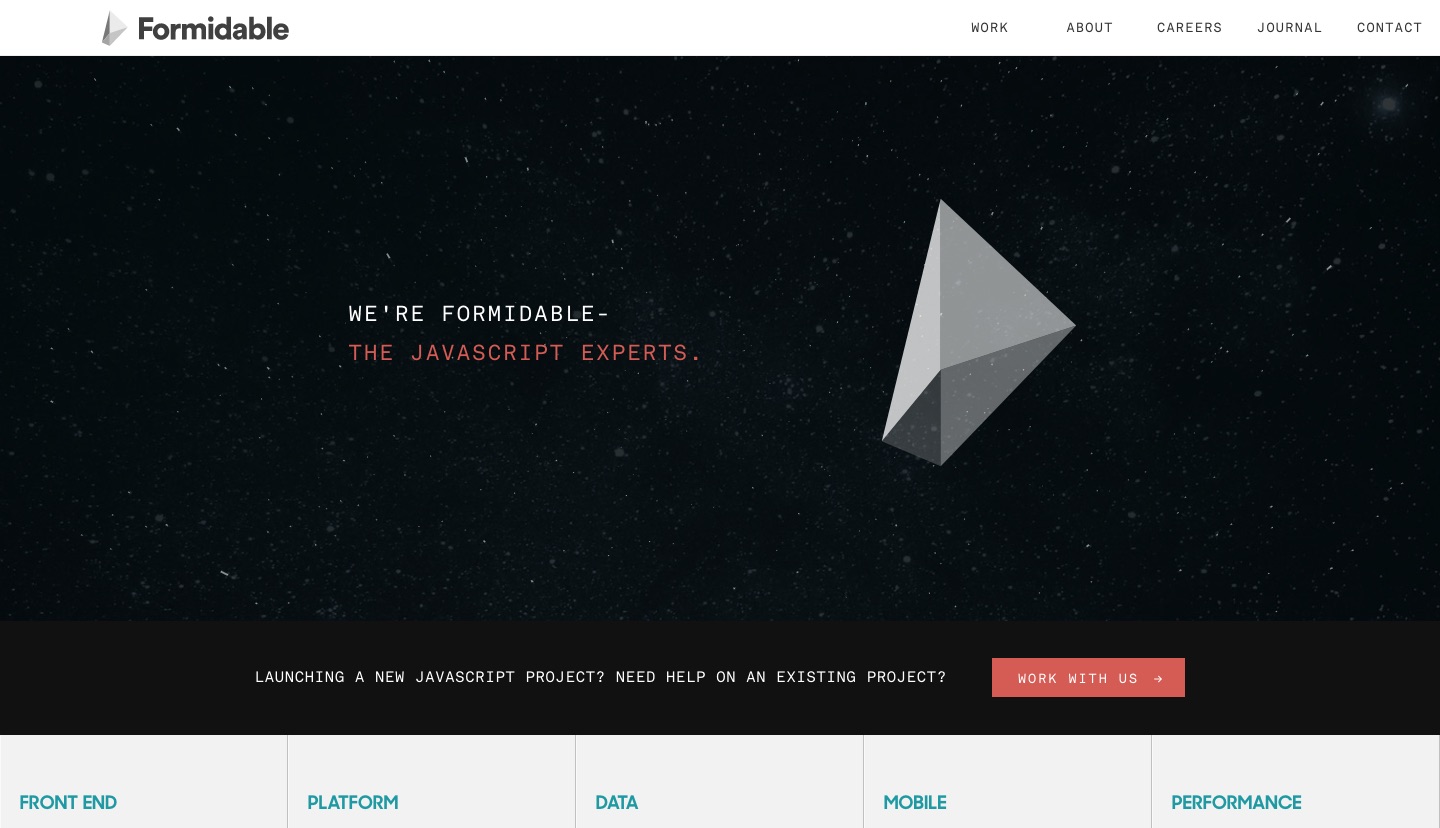 Formidable
WORK ABOUT CAREERS JOURNAL CONTACT
WE'RE FORMIDABLE-
THE JAVASCRIPT EXPERTS.
LAUNCHING A NEW JAVASCRIPT PROJECT? NEED HELP ON AN EXISTING PROJECT?
WORK WITH US →
FRONT END
PLATFORM
DATA
MOBILE
PERFORMANCE